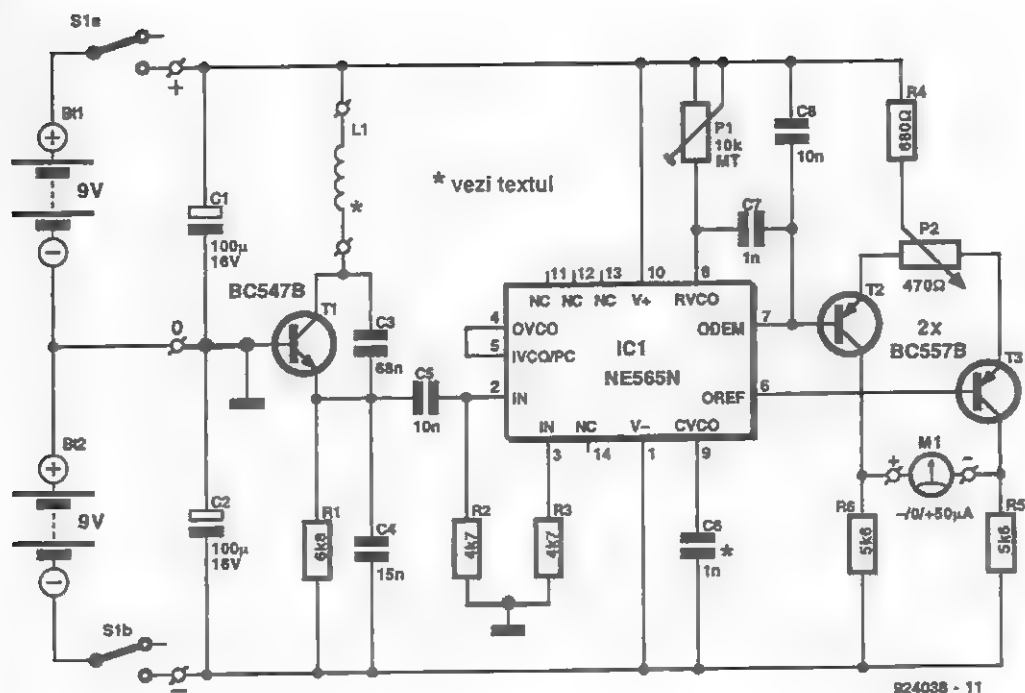 S1a
+
Bt1
+
9V
−
C1
100µ
16V
L1
*
* vezi textul
BC547B
T1
0
C3
68n
C5
10n
Bt2
+
9V
−
C2
100µ
16V
R1
6k8
C4
15n
R2
4k7
R3
4k7
S1b
−
11 12 13 10 8
NC NC NC V+ RVCO
4 OVCO
5 IVCO/PC
2 IN
IC1
NE565N
ODEM 7
OREF 6
IN NC V− CVCO
3 14 1 9
P1
10k
MT
C7
1n
10n
R4
680Ω
P2
470Ω
T2
2x
BC557B
T3
M1
+ −
−/0/+50µA
R6
5k6
R5
5k6
*
1n
924038 - 11